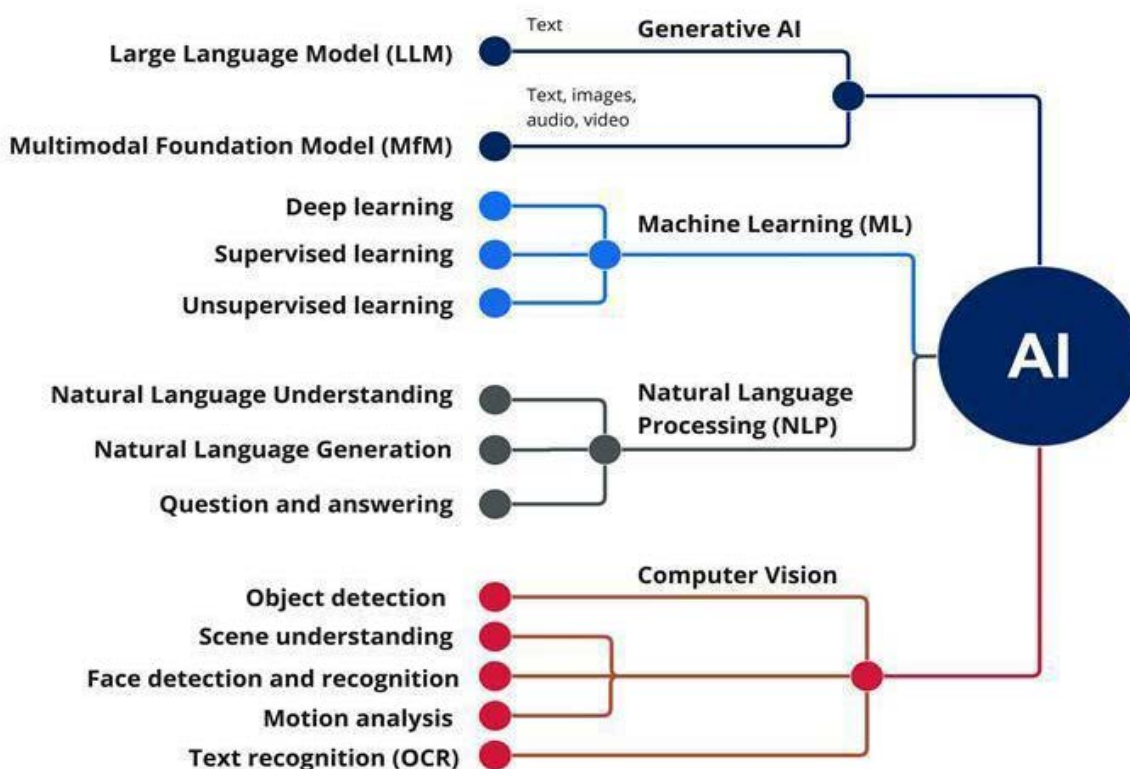 Text
Generative AI
Large Language Model (LLM)
Text, images,
audio, video
Multimodal Foundation Model (MfM)
Deep learning
Machine Learning (ML)
Supervised learning
Unsupervised learning
AI
Natural Language Understanding
Natural Language
Processing (NLP)
Natural Language Generation
Question and answering
Computer Vision
Object detection
Scene understanding
Face detection and recognition
Motion analysis
Text recognition (OCR)